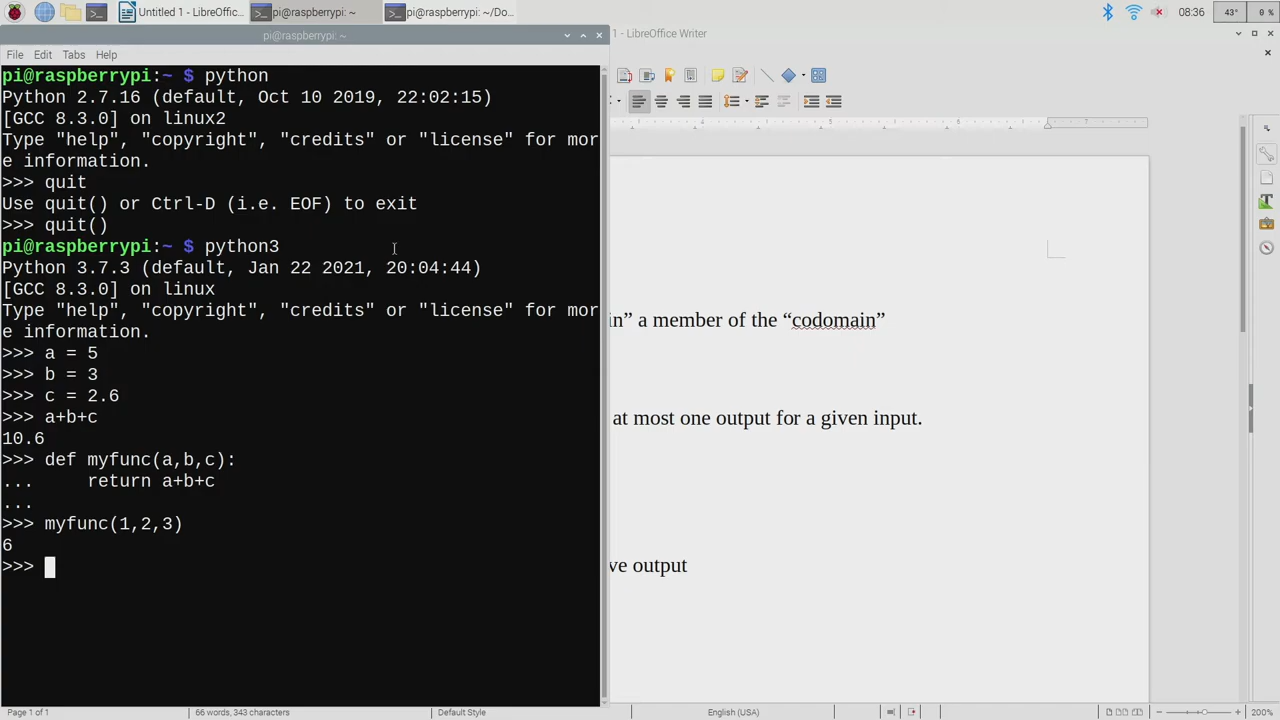 Untitled 1 - LibreOffic...
pi@raspberrypi: ~
pi@raspberrypi: ~/Do...
08:36
43°
0 %
pi@raspberrypi: ~
1 - LibreOffice Writer
File Edit Tabs Help
pi@raspberrypi:~ $ python
Python 2.7.16 (default, Oct 10 2019, 22:02:15)
[GCC 8.3.0] on linux2
Type "help", "copyright", "credits" or "license" for mor
e information.
>>> quit
Use quit() or Ctrl-D (i.e. EOF) to exit
>>> quit()
pi@raspberrypi:~ $ python3
Python 3.7.3 (default, Jan 22 2021, 20:04:44)
[GCC 8.3.0] on linux
Type "help", "copyright", "credits" or "license" for mor
e information.
>>> a = 5
>>> b = 3
>>> c = 2.6
>>> a+b+c
10.6
>>> def myfunc(a,b,c):
...     return a+b+c
...
>>> myfunc(1,2,3)
6
>>>
4 5 6 7
in” a member of the “codomain”
at most one output for a given input.
ve output
Page 1 of 1
66 words, 343 characters
Default Style
English (USA)
200%